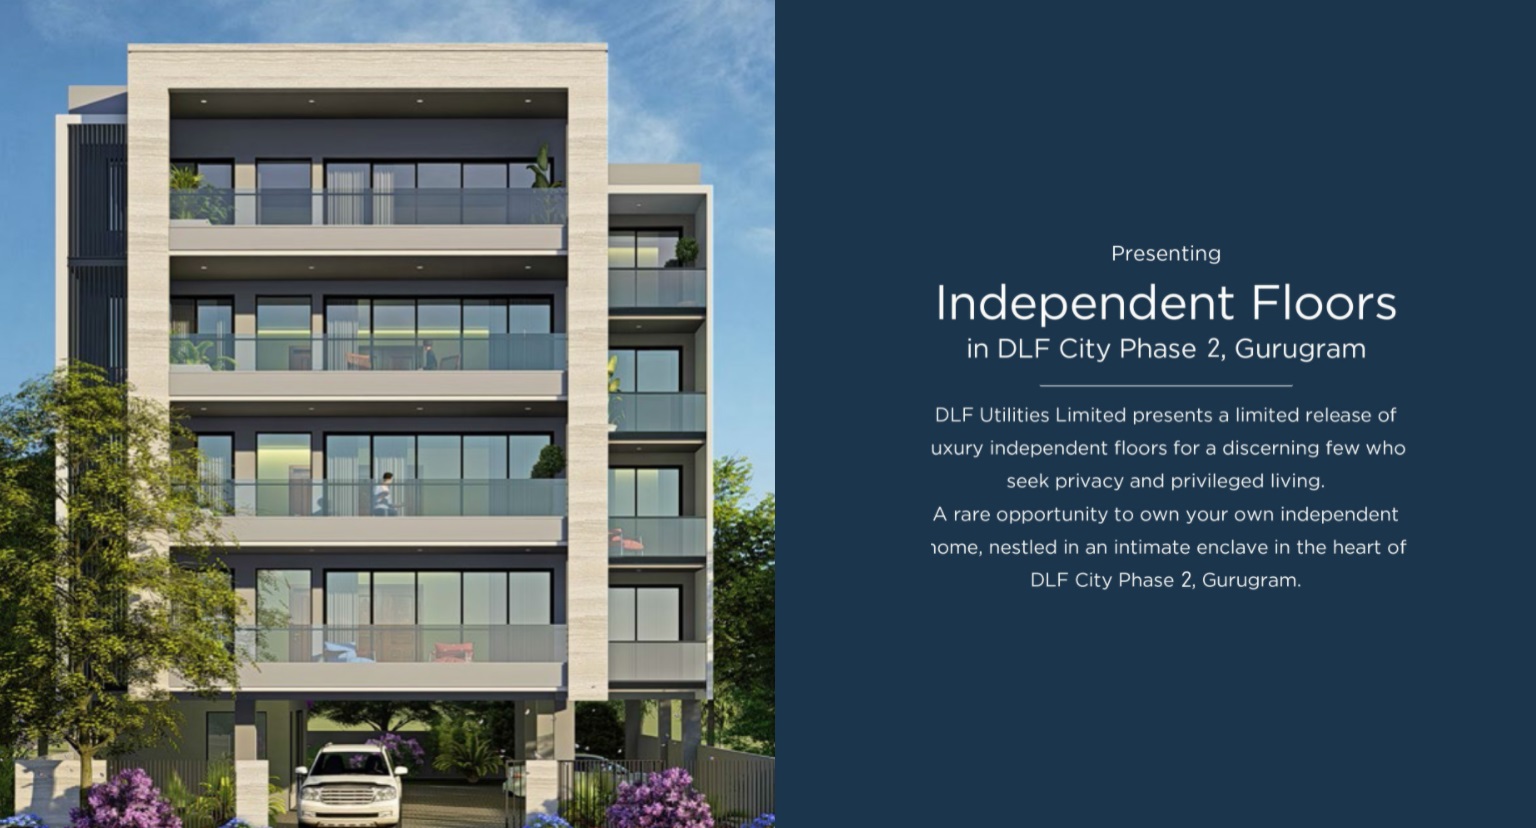 Presenting
Independent Floors
in DLF City Phase 2, Gurugram
DLF Utilities Limited presents a limited release of
uxury independent floors for a discerning few who
seek privacy and privileged living.
A rare opportunity to own your own independent
home, nestled in an intimate enclave in the heart of
DLF City Phase 2, Gurugram.